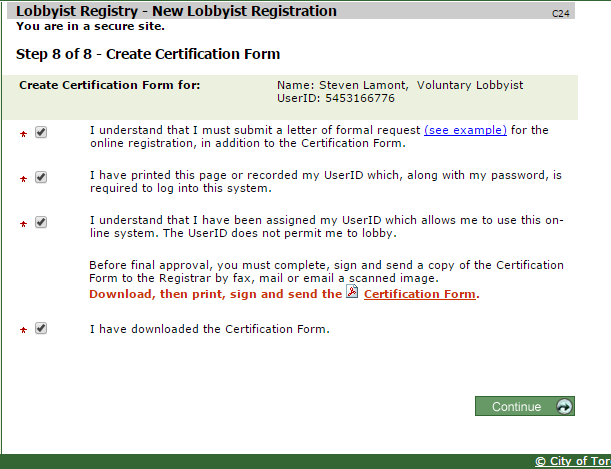 Lobbyist Registry - New Lobbyist Registration
C24
You are in a secure site.
Step 8 of 8 - Create Certification Form
Create Certification Form for:
Name: Steven Lamont, Voluntary Lobbyist
UserID: 5453166776
* I understand that I must submit a letter of formal request (see example) for the
online registration, in addition to the Certification Form.
* I have printed this page or recorded my UserID which, along with my password, is
required to log into this system.
* I understand that I have been assigned my UserID which allows me to use this on-
line system. The UserID does not permit me to lobby.
Before final approval, you must complete, sign and send a copy of the Certification
Form to the Registrar by fax, mail or email a scanned image.
Download, then print, sign and send the Certification Form.
* I have downloaded the Certification Form.
Continue
© City of Tor